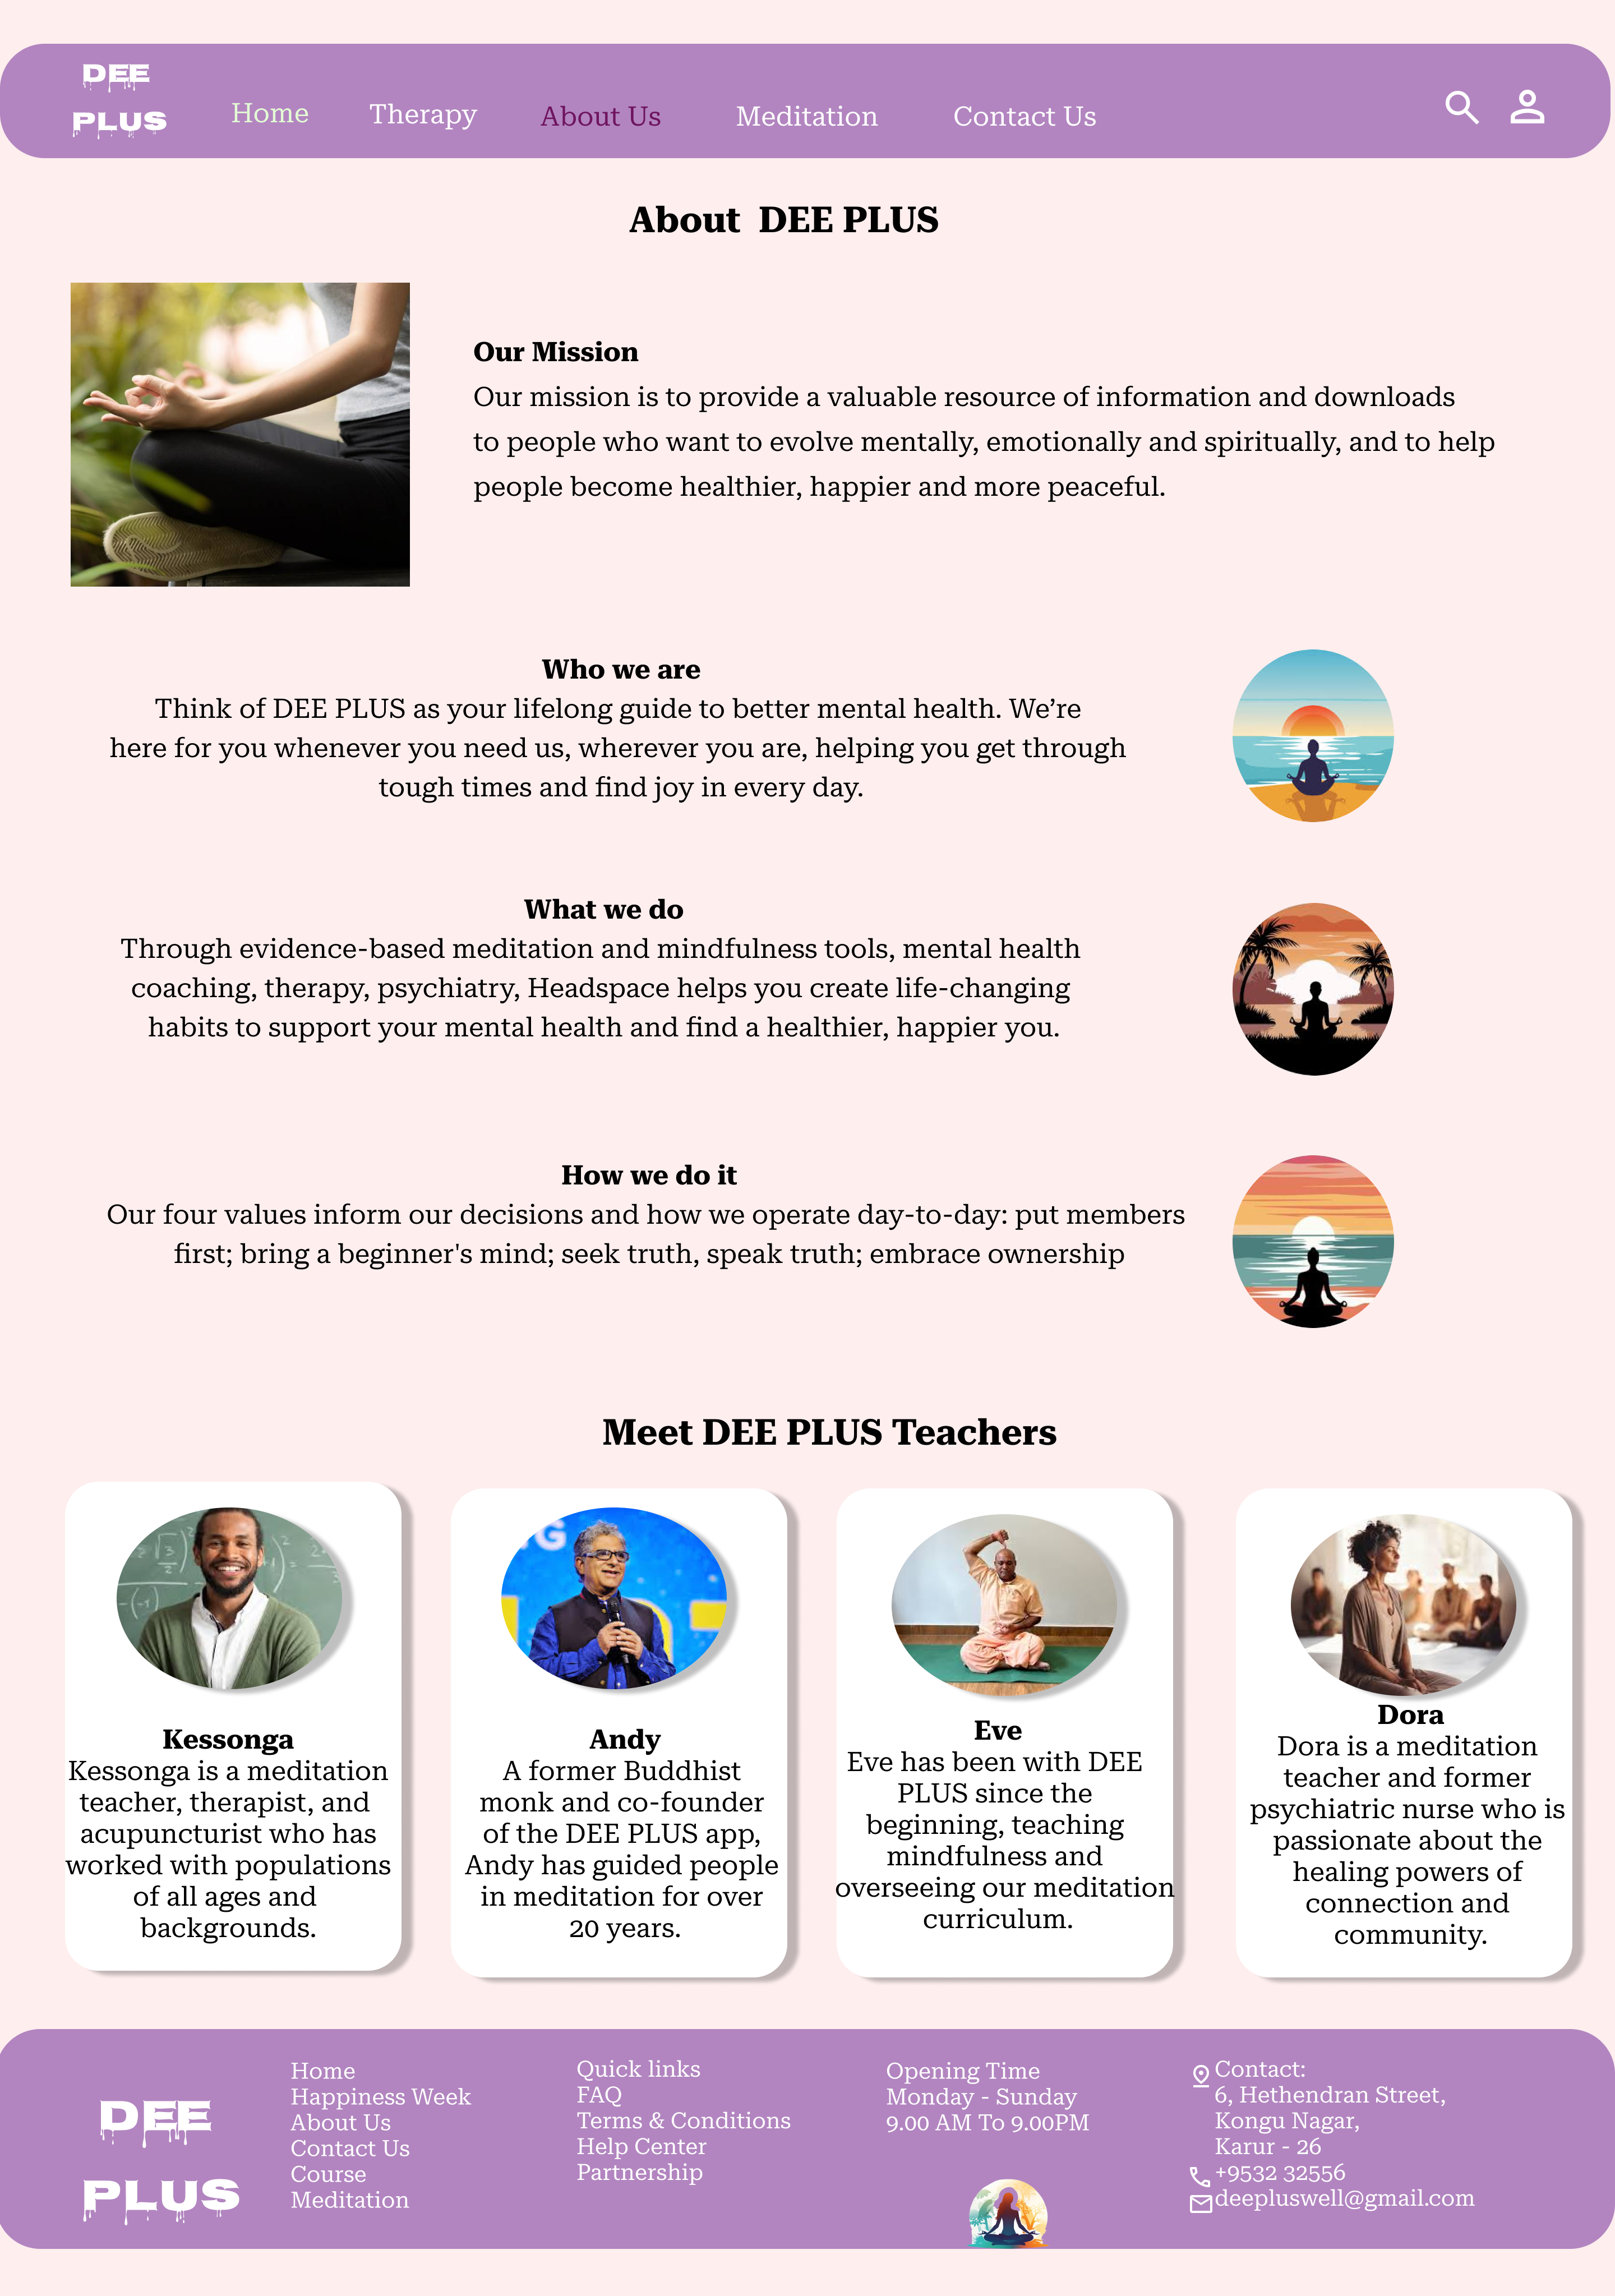 DEE
PLUS
Home
Therapy
About Us
Meditation
Contact Us
About DEE PLUS
Our Mission
Our mission is to provide a valuable resource of information and downloads
to people who want to evolve mentally, emotionally and spiritually, and to help
people become healthier, happier and more peaceful.
Who we are
Think of DEE PLUS as your lifelong guide to better mental health. We’re
here for you whenever you need us, wherever you are, helping you get through
tough times and find joy in every day.
What we do
Through evidence-based meditation and mindfulness tools, mental health
coaching, therapy, psychiatry, Headspace helps you create life-changing
habits to support your mental health and find a healthier, happier you.
How we do it
Our four values inform our decisions and how we operate day-to-day: put members
first; bring a beginner's mind; seek truth, speak truth; embrace ownership
Meet DEE PLUS Teachers
Kessonga
Kessonga is a meditation
teacher, therapist, and
acupuncturist who has
worked with populations
of all ages and
backgrounds.
Andy
A former Buddhist
monk and co-founder
of the DEE PLUS app,
Andy has guided people
in meditation for over
20 years.
Eve
Eve has been with DEE
PLUS since the
beginning, teaching
mindfulness and
overseeing our meditation
curriculum.
Dora
Dora is a meditation
teacher and former
psychiatric nurse who is
passionate about the
healing powers of
connection and
community.
DEE
PLUS
Home
Happiness Week
About Us
Contact Us
Course
Meditation
Quick links
FAQ
Terms & Conditions
Help Center
Partnership
Opening Time
Monday - Sunday
9.00 AM To 9.00PM
Contact:
6, Hethendran Street,
Kongu Nagar,
Karur - 26
+9532 32556
deepluswell@gmail.com